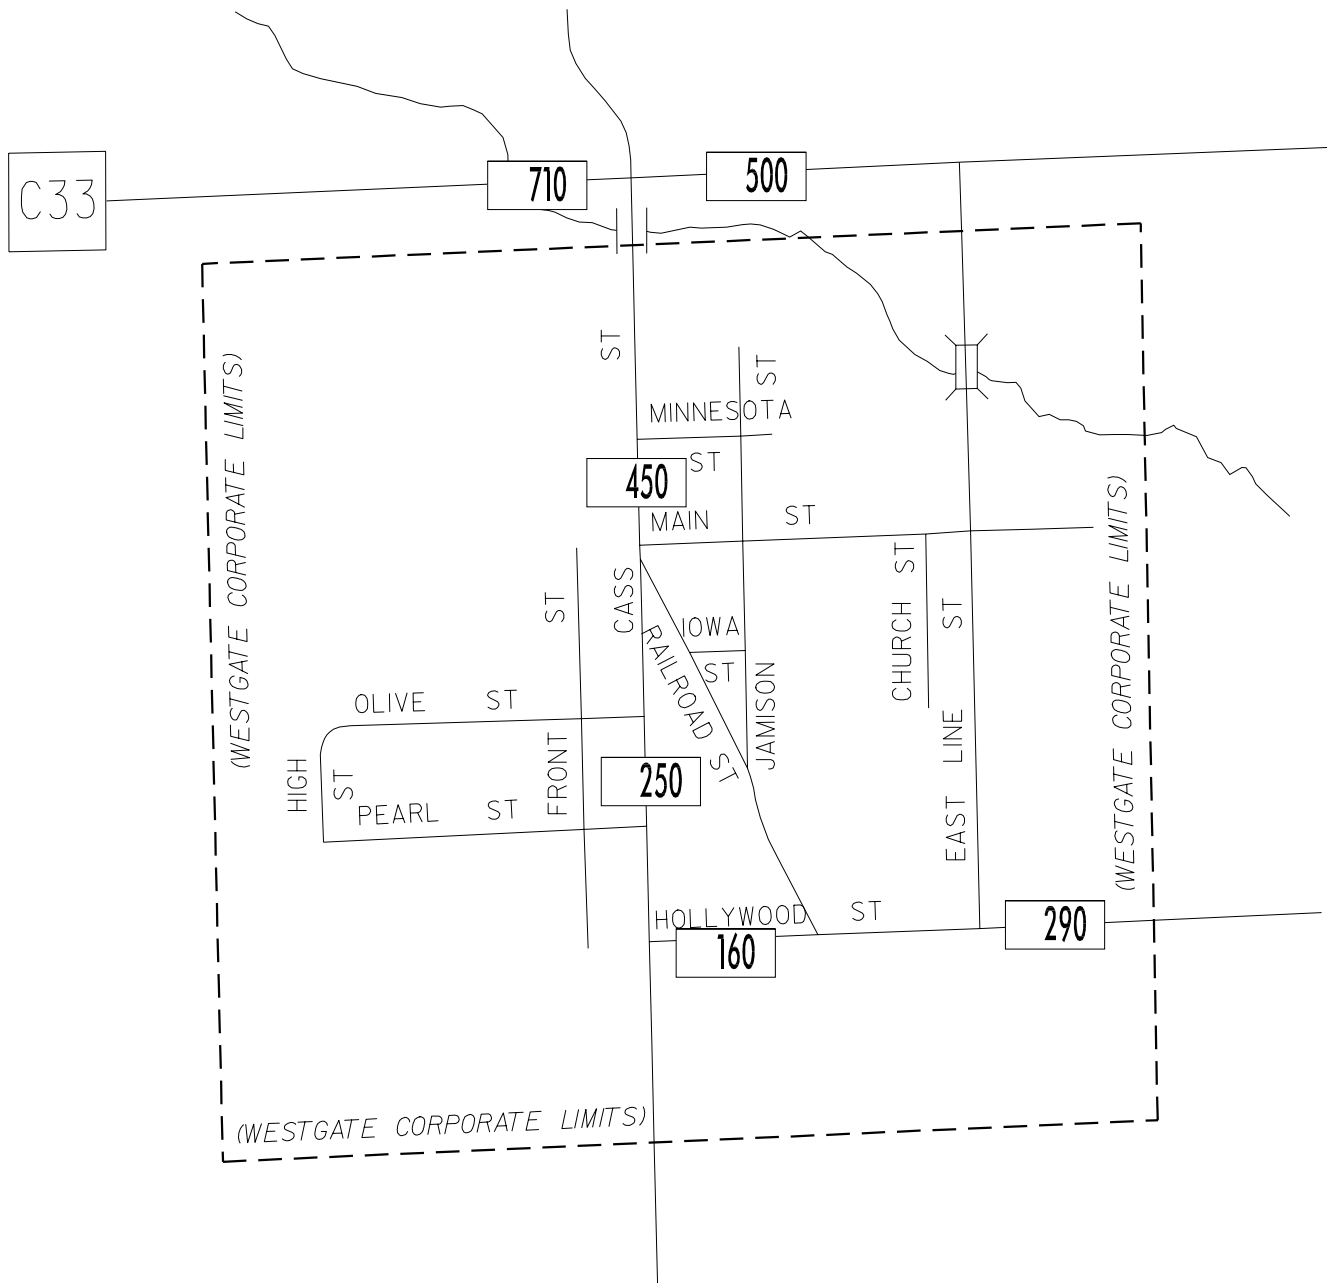 710
500
C33
ST
ST
(WESTGATE CORPORATE LIMITS)
MINNESOTA
ST
450
MAIN ST
(WESTGATE CORPORATE LIMITS)
CASS
ST
CHURCH ST
EAST LINE ST
IOWA
ST
RAILROAD ST
JAMISON
OLIVE ST
FRONT
HIGH
ST
250
PEARL ST
HOLLYWOOD ST
290
160
(WESTGATE CORPORATE LIMITS)